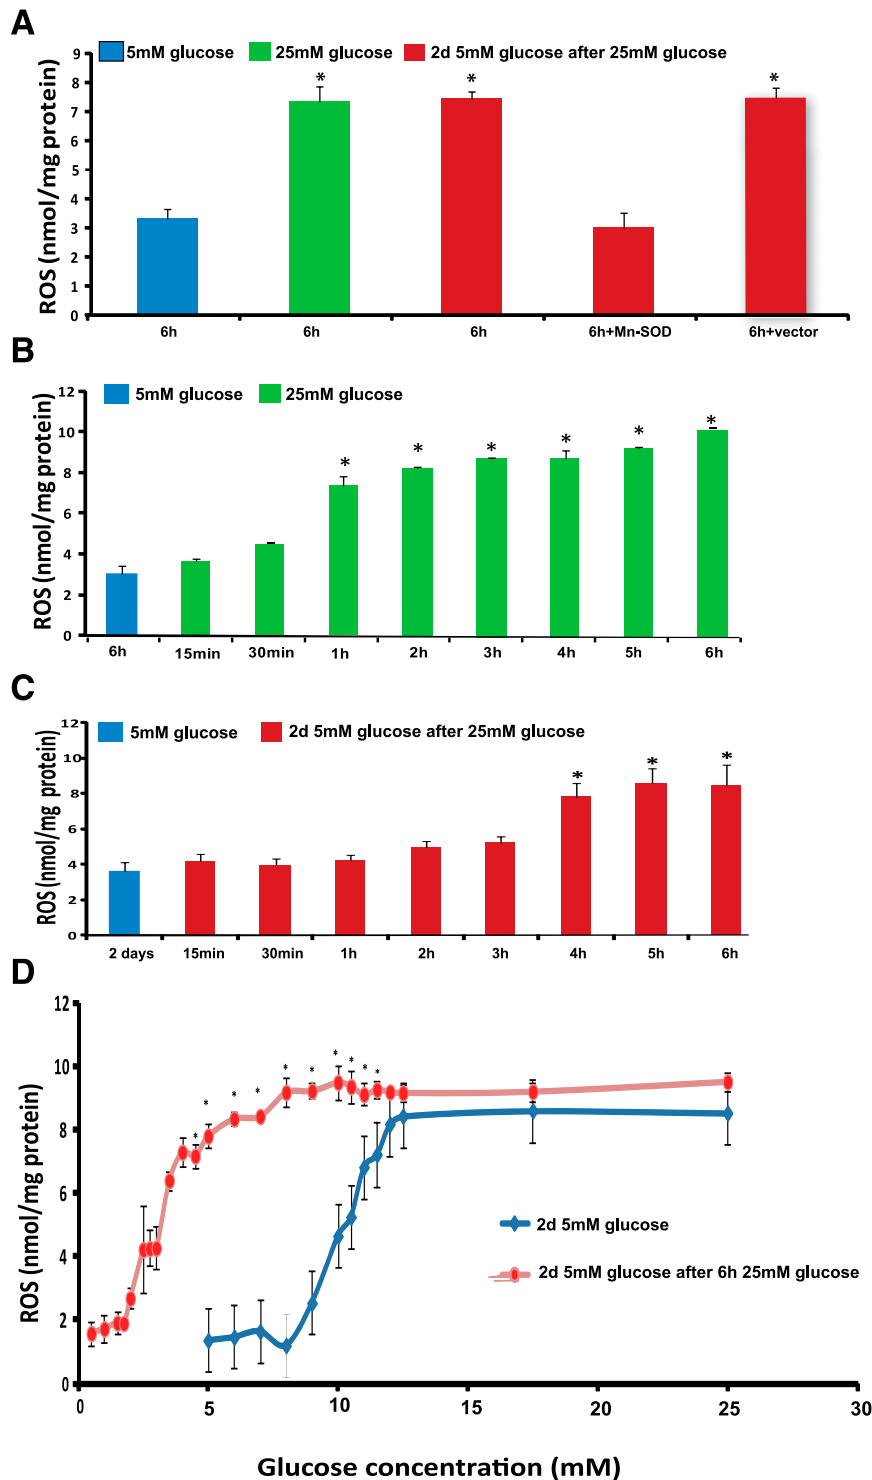 A
5mM glucose 25mM glucose 2d 5mM glucose after 25mM glucose
ROS (nmol/mg protein)
9
8
7
6
5
4
3
2
1
0
* * *
6h 6h 6h 6h+Mn-SOD 6h+vector
B
5mM glucose 25mM glucose
ROS (nmol/mg protein)
12
10
8
6
4
2
0
* * * * * *
6h 15min 30min 1h 2h 3h 4h 5h 6h
C
5mM glucose 2d 5mM glucose after 25mM glucose
ROS (nmol/mg protein)
12
10
8
6
4
2
0
* * *
2 days 15min 30min 1h 2h 3h 4h 5h 6h
D
ROS (nmol/mg protein)
12
10
8
6
4
2
0
* * * * * * * * * *
2d 5mM glucose
2d 5mM glucose after 6h 25mM glucose
0 5 10 15 20 25 30
Glucose concentration (mM)